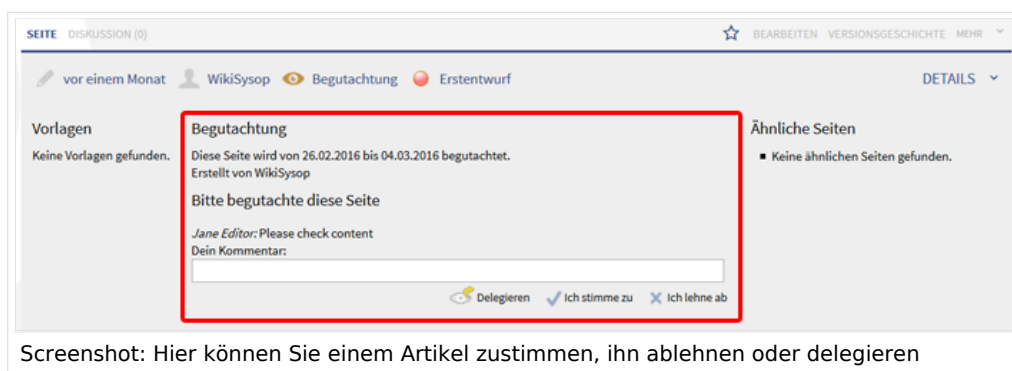 SEITE DISKUSSION (0) BEARBEITEN VERSIONSGESCHICHTE MEHR
vor einem Monat WikiSysop Begutachtung Erstentwurf DETAILS
Vorlagen
Keine Vorlagen gefunden.
Begutachtung
Diese Seite wird von 26.02.2016 bis 04.03.2016 begutachtet.
Erstellt von WikiSysop
Bitte begutachte diese Seite
Jane Editor: Please check content
Dein Kommentar:
Delegieren Ich stimme zu Ich lehne ab
Ähnliche Seiten
Keine ähnlichen Seiten gefunden.
Screenshot: Hier können Sie einem Artikel zustimmen, ihn ablehnen oder delegieren